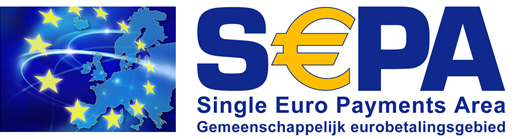 S€PA
Single Euro Payments Area
Gemeenschappelijk eurobetalingsgebied